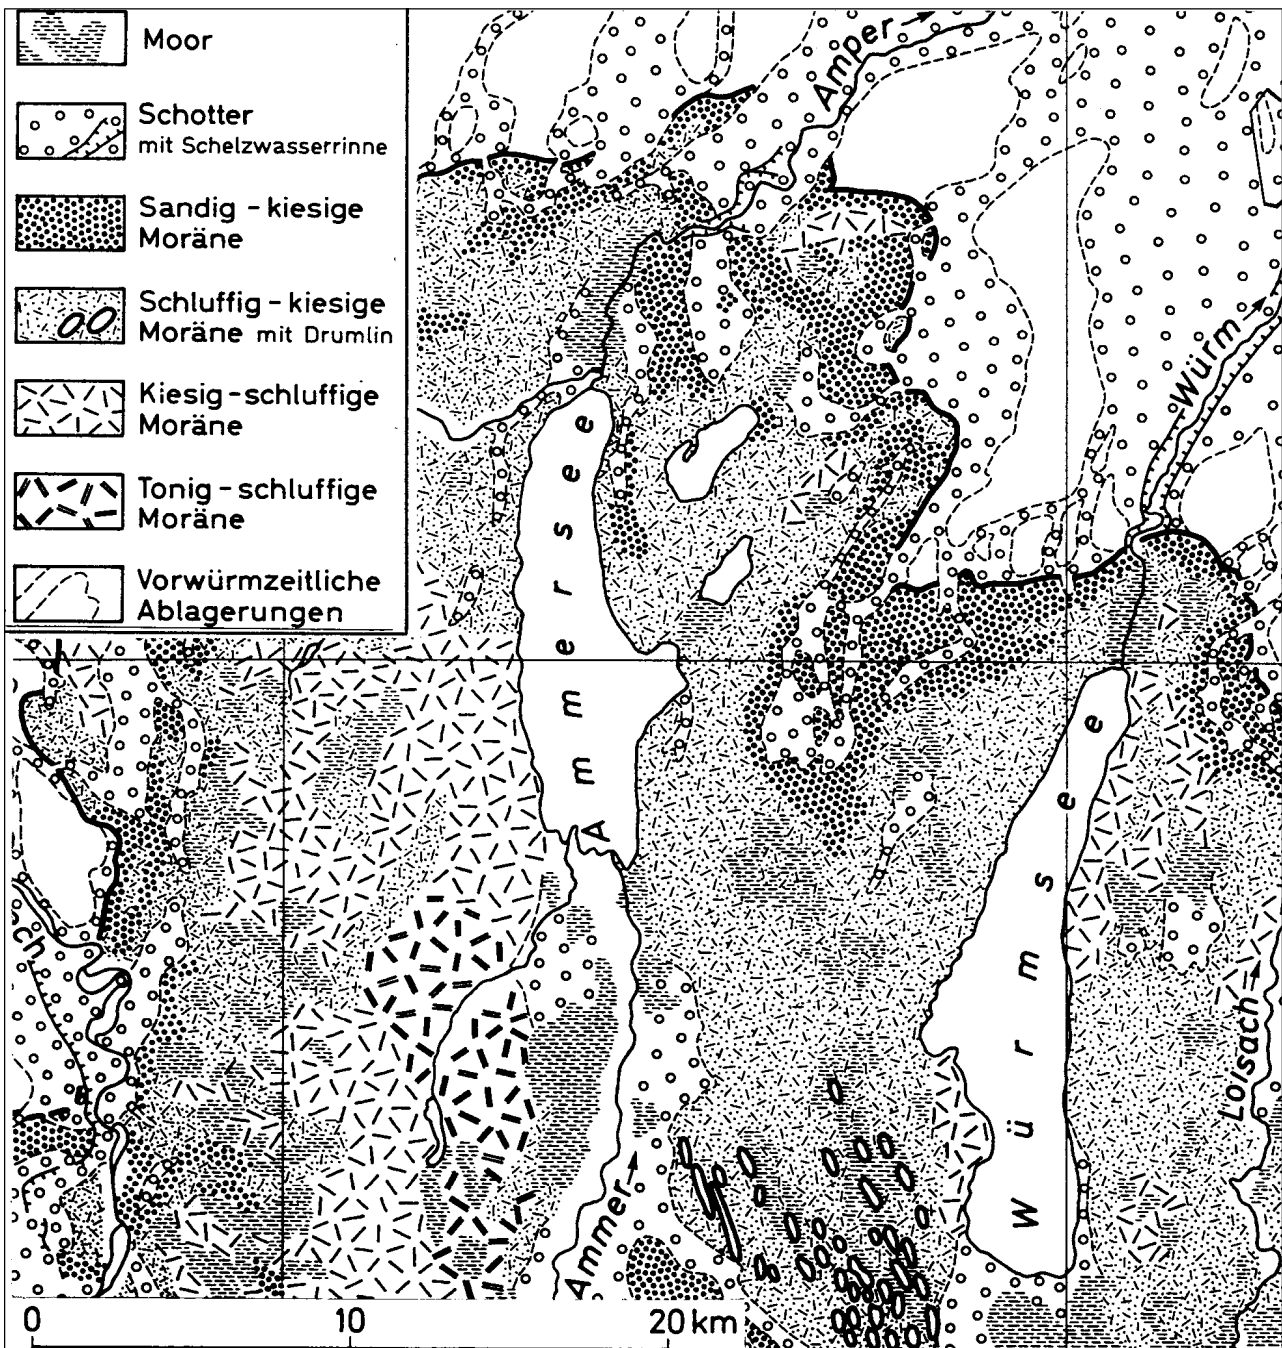 Moor
Schotter
mit Schelzwasserrinne
Sandig - kiesige
Moräne
Schluffig - kiesige
Moräne mit Drumlin
Kiesig - schluffige
Moräne
Tonig - schluffige
Moräne
Vorwürmzeitliche
Ablagerungen
Amper
Würm
Ammersee
Würmsee
Loisach
Ammer
0 10 20 km